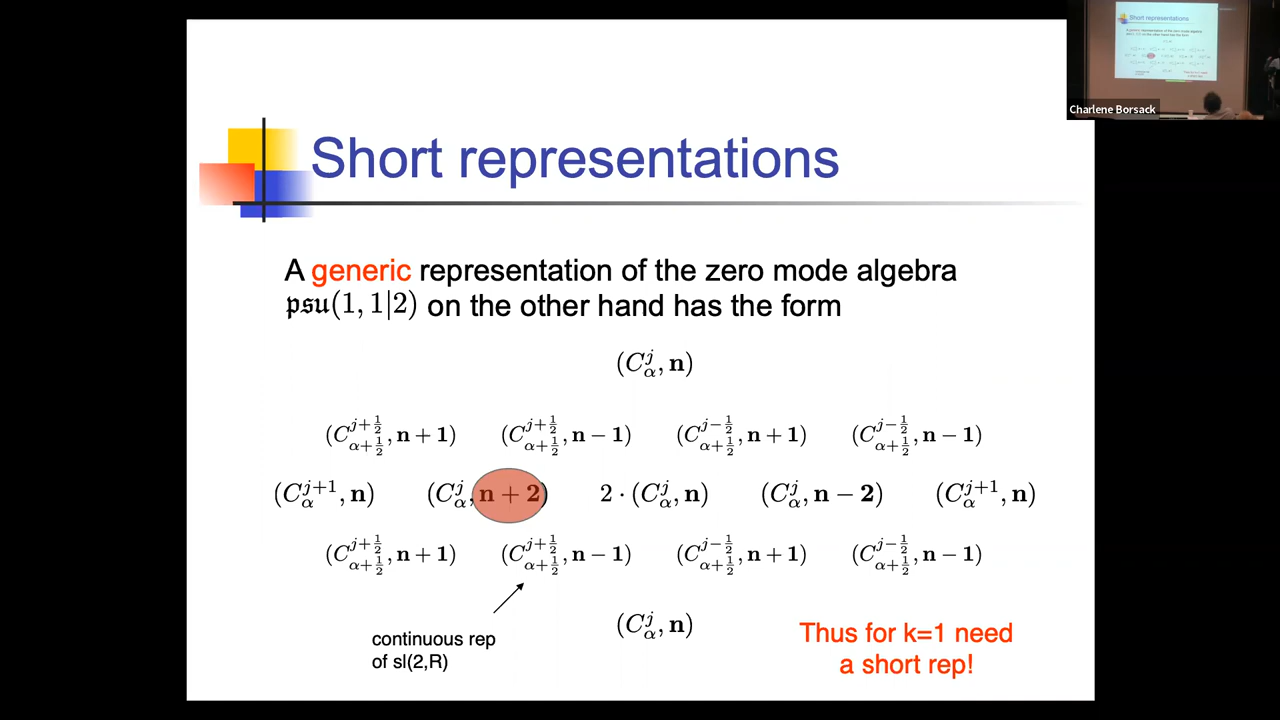 Short representations
Charlene Borsack
A generic representation of the zero mode algebra
𝔭𝔰𝔲(1, 1|2) on the other hand has the form
(C^j_α, n)
(C^{j+1/2}_{α+1/2}, n + 1) (C^{j+1/2}_{α+1/2}, n − 1) (C^{j−1/2}_{α+1/2}, n + 1) (C^{j−1/2}_{α+1/2}, n − 1)
(C^{j+1}_α, n) (C^j_α, n + 2) 2 · (C^j_α, n) (C^j_α, n − 2) (C^{j+1}_α, n)
(C^{j+1/2}_{α+1/2}, n + 1) (C^{j+1/2}_{α+1/2}, n − 1) (C^{j−1/2}_{α+1/2}, n + 1) (C^{j−1/2}_{α+1/2}, n − 1)
(C^j_α, n)
continuous rep
of sl(2,R)
Thus for k=1 need
a short rep!